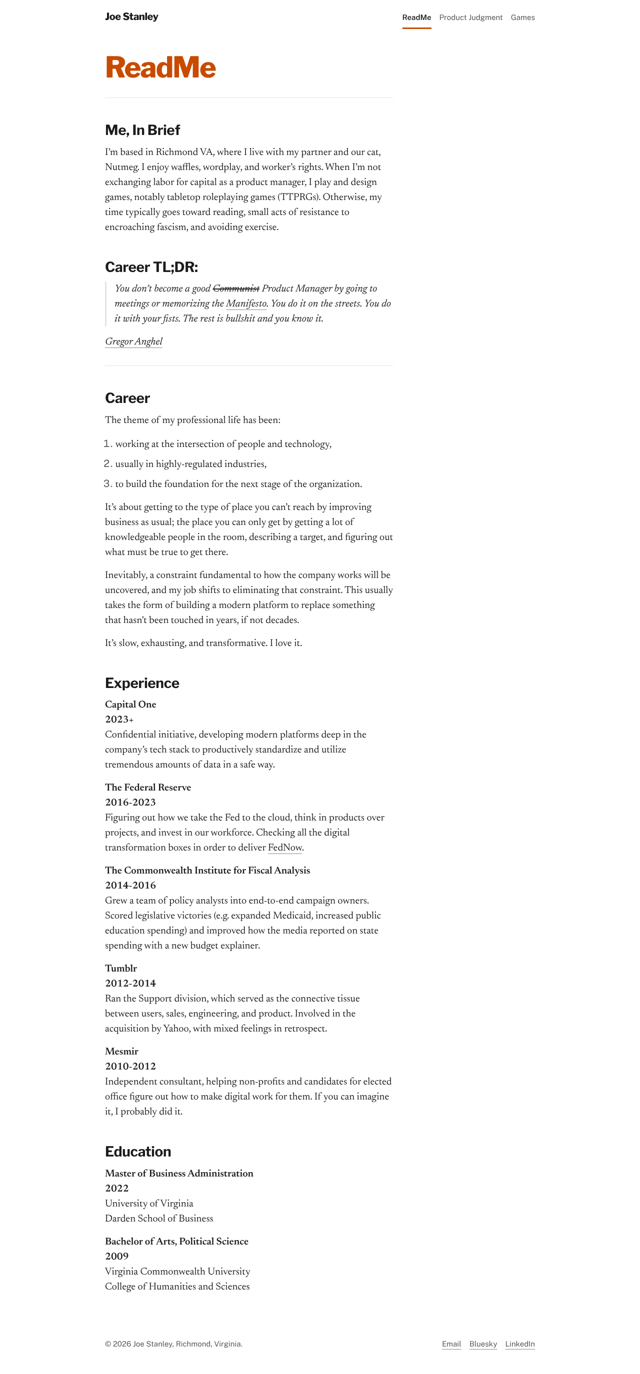 Joe Stanley
ReadMe Product Judgment Games
ReadMe
Me, In Brief
I’m based in Richmond VA, where I live with my partner and our cat,
Nutmeg. I enjoy waffles, wordplay, and worker’s rights. When I’m not
exchanging labor for capital as a product manager, I play and design
games, notably tabletop roleplaying games (TTPRGs). Otherwise, my
time typically goes toward reading, small acts of resistance to
encroaching fascism, and avoiding exercise.
Career TL;DR:
You don’t become a good Communist Product Manager by going to
meetings or memorizing the Manifesto. You do it on the streets. You do
it with your fists. The rest is bullshit and you know it.
Gregor Anghel
Career
The theme of my professional life has been:
1. working at the intersection of people and technology,
2. usually in highly-regulated industries,
3. to build the foundation for the next stage of the organization.
It’s about getting to the type of place you can’t reach by improving
business as usual; the place you can only get by getting a lot of
knowledgeable people in the room, describing a target, and figuring out
what must be true to get there.
Inevitably, a constraint fundamental to how the company works will be
uncovered, and my job shifts to eliminating that constraint. This usually
takes the form of building a modern platform to replace something
that hasn’t been touched in years, if not decades.
It’s slow, exhausting, and transformative. I love it.
Experience
Capital One
2023+
Confidential initiative, developing modern platforms deep in the
company’s tech stack to productively standardize and utilize
tremendous amounts of data in a safe way.
The Federal Reserve
2016-2023
Figuring out how we take the Fed to the cloud, think in products over
projects, and invest in our workforce. Checking all the digital
transformation boxes in order to deliver FedNow.
The Commonwealth Institute for Fiscal Analysis
2014-2016
Grew a team of policy analysts into end-to-end campaign owners.
Scored legislative victories (e.g. expanded Medicaid, increased public
education spending) and improved how the media reported on state
spending with a new budget explainer.
Tumblr
2012-2014
Ran the Support division, which served as the connective tissue
between users, sales, engineering, and product. Involved in the
acquisition by Yahoo, with mixed feelings in retrospect.
Mesmir
2010-2012
Independent consultant, helping non-profits and candidates for elected
office figure out how to make digital work for them. If you can imagine
it, I probably did it.
Education
Master of Business Administration
2022
University of Virginia
Darden School of Business
Bachelor of Arts, Political Science
2009
Virginia Commonwealth University
College of Humanities and Sciences
© 2026 Joe Stanley, Richmond, Virginia.
Email Bluesky LinkedIn